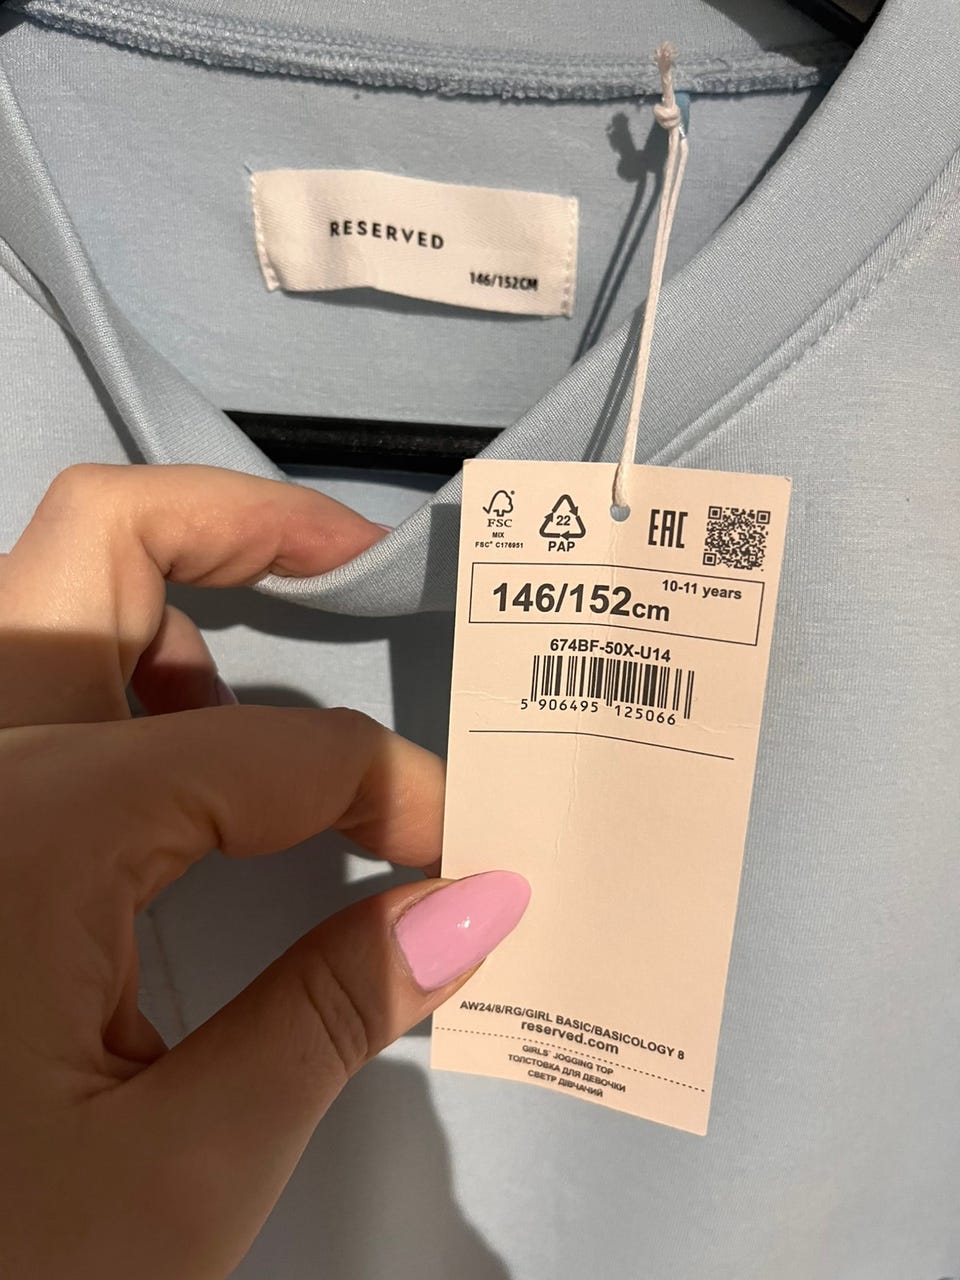 RESERVED
146/152CM
FSC
MIX
FSC® C176951
22
PAP
EAC
146/152cm
10-11 years
674BF-50X-U14
5 906495 125066
AW24/8/RG/GIRL BASIC/BASICOLOGY 8
reserved.com
GIRLS` JOGGING TOP
ТОЛСТОВКА ДЛЯ ДЕВОЧКИ
СВЕТР ДІВЧАЧИЙ